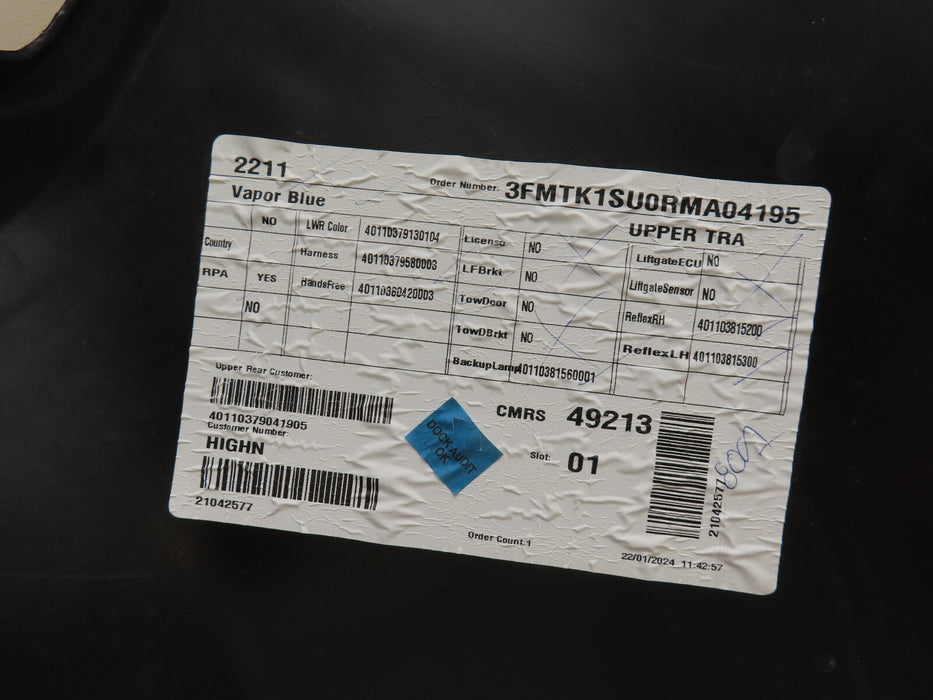 2211
Order Number: 3FMTK1SU0RMA04195
Vapor Blue
UPPER TRA
NO LWR Color 40110379130104 License NO LiftgateECU NO
Country Harness 40110379580003 LFBrkt NO LiftgateSensor NO
RPA YES HandsFree 40110360420003 TowDoor NO ReflexRH 401103815200
NO TowDBrkt NO ReflexLH 401103815300
BackupLamp 40110381560001
Upper Rear Customer:
40110379041905
Customer Number:
HIGHN
21042577
DOCK AUDIT
OK
CMRS 49213
Slot: 01
21042577
Order Count:1
22/01/2024 11:42:57